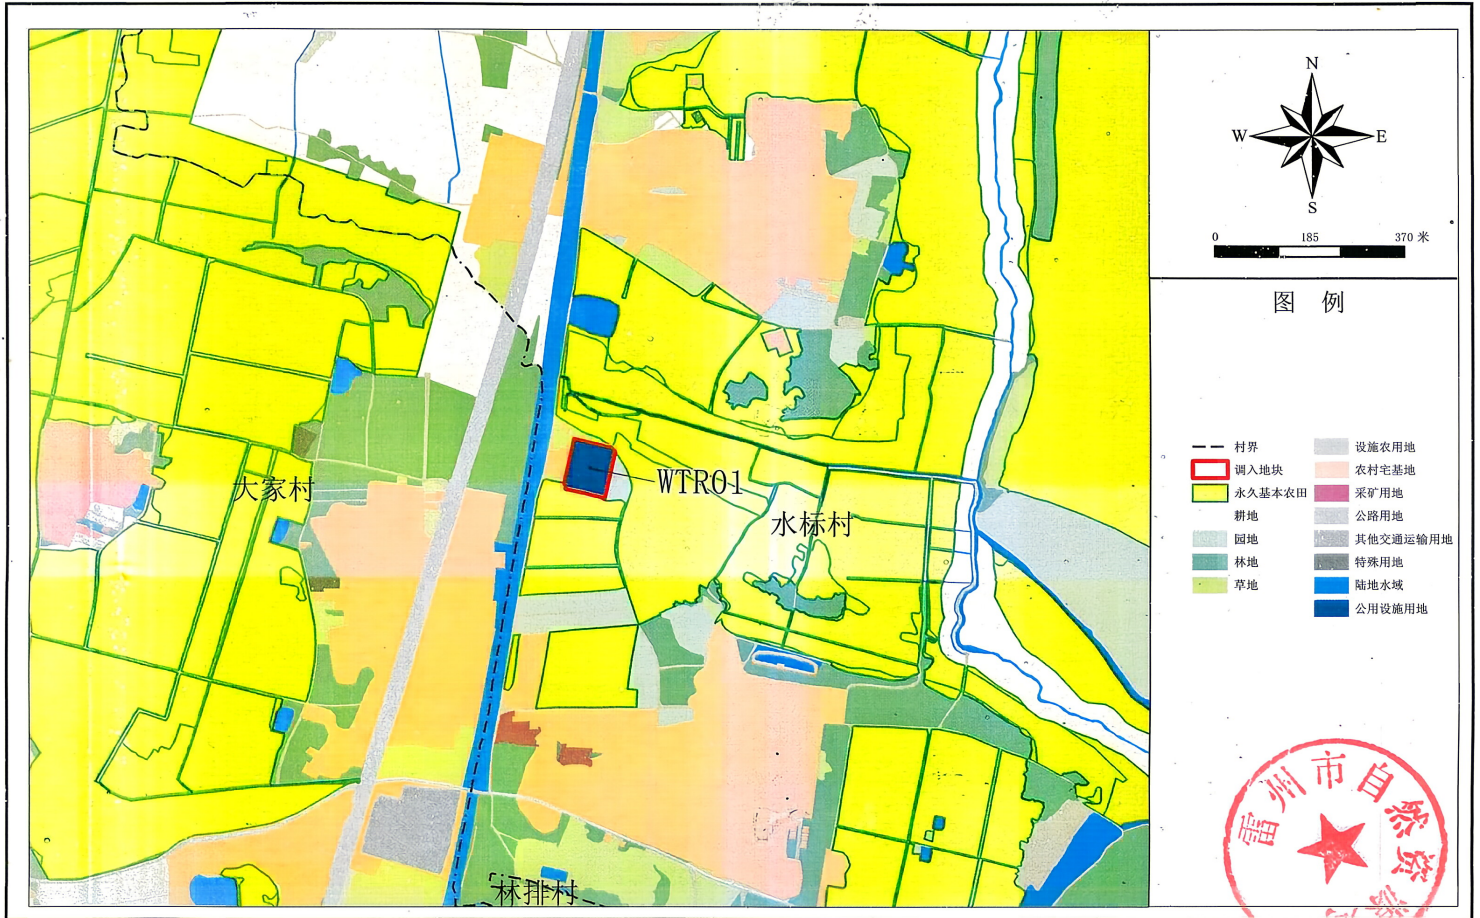 N
W
E
S
0 185 370 米
图 例
村界
调入地块
永久基本农田
耕地
园地
林地
草地
设施农用地
农村宅基地
采矿用地
公路用地
其他交通运输用地
特殊用地
陆地水域
公用设施用地
大家村
WTR01
水标村
林排村
雷州市自然资源